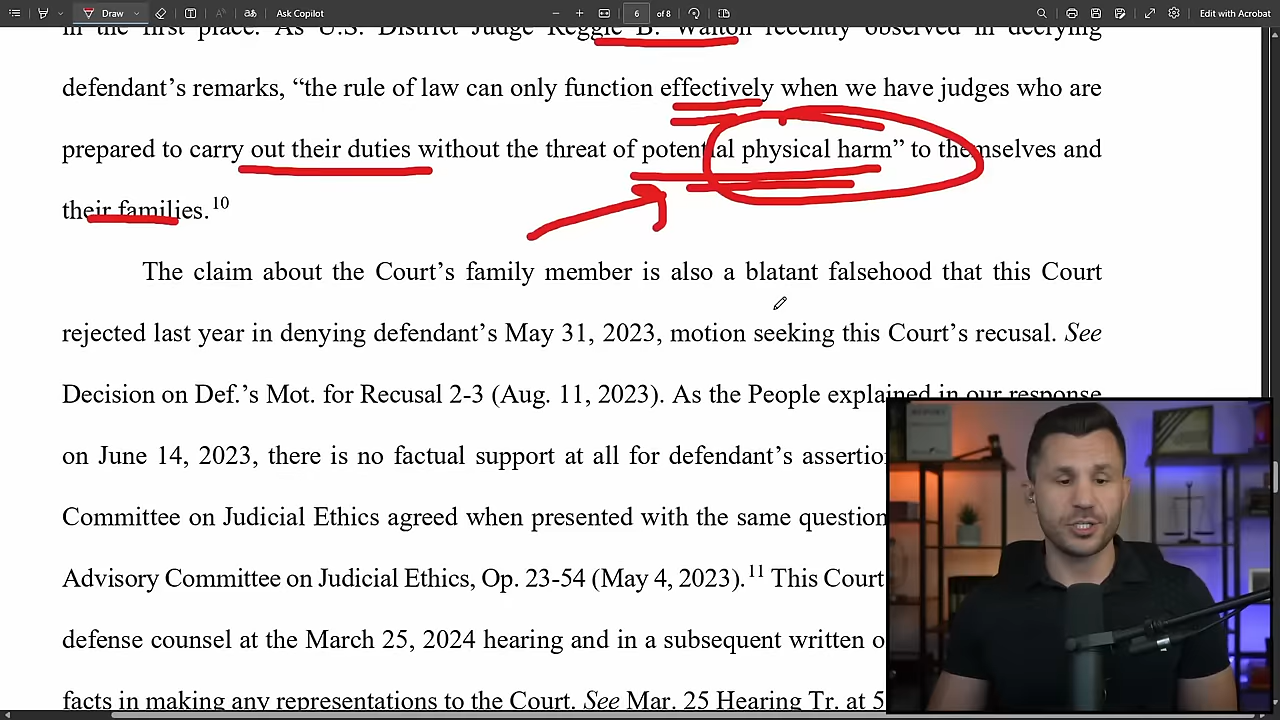 Draw
Ask Copilot
6 of 8
Edit with Acrobat
in the first place. As U.S. District Judge Reggie B. Walton recently observed in decrying
defendant’s remarks, “the rule of law can only function effectively when we have judges who are
prepared to carry out their duties without the threat of potential physical harm” to themselves and
their families.10
The claim about the Court’s family member is also a blatant falsehood that this Court
rejected last year in denying defendant’s May 31, 2023, motion seeking this Court’s recusal. See
Decision on Def.’s Mot. for Recusal 2-3 (Aug. 11, 2023). As the People explained in our response
on June 14, 2023, there is no factual support at all for defendant’s
Committee on Judicial Ethics agreed when presented with the same question
Advisory Committee on Judicial Ethics, Op. 23-54 (May 4, 2023).11 This Court
defense counsel at the March 25, 2024 hearing and in a subsequent written
facts in making any representations to the Court. See Mar. 25 Hearing Tr. at 5